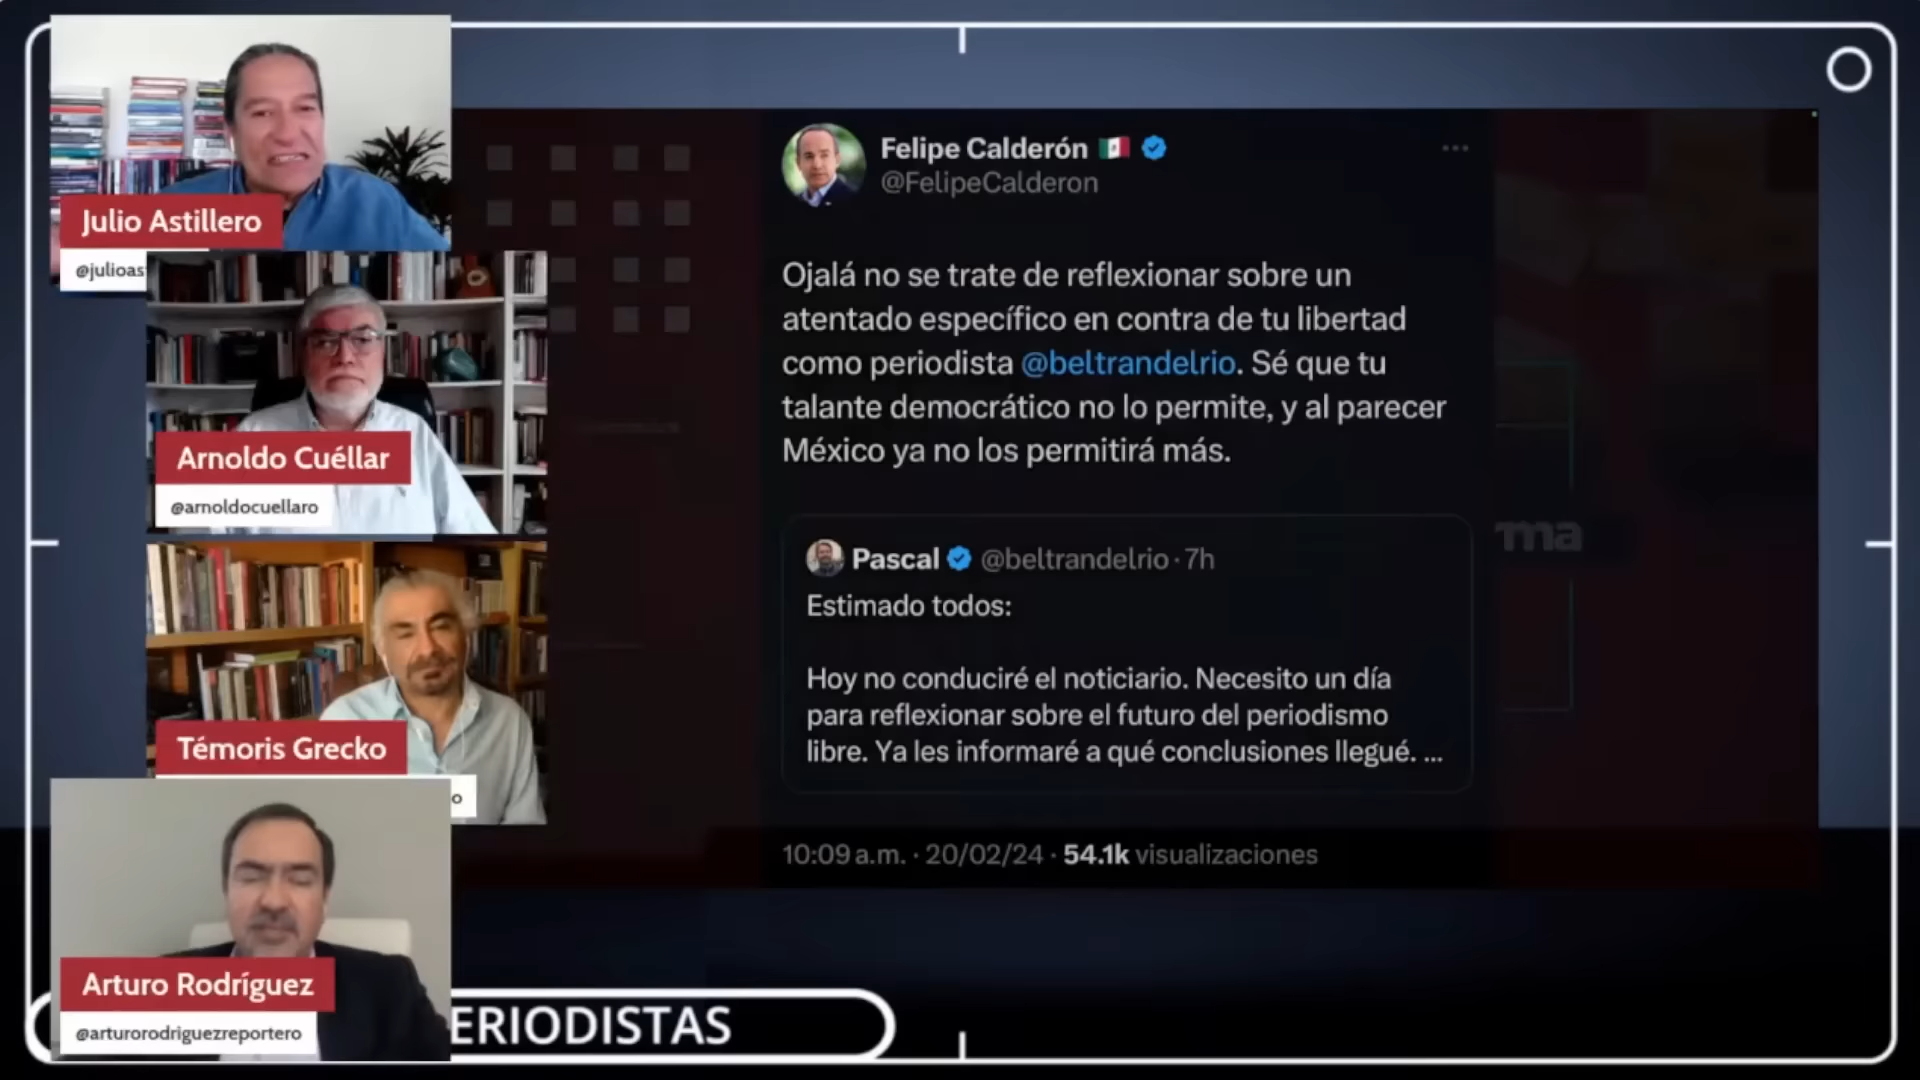 Julio Astillero
@julioas
Arnoldo Cuéllar
@arnoldocuellaro
Témoris Grecko
o
Arturo Rodríguez
@arturorodriguezreportero
ERIODISTAS
Felipe Calderón
@FelipeCalderon
Ojalá no se trate de reflexionar sobre un
atentado específico en contra de tu libertad
como periodista @beltrandelrio. Sé que tu
talante democrático no lo permite, y al parecer
México ya no los permitirá más.
Pascal @beltrandelrio · 7h
Estimado todos:
Hoy no conduciré el noticiario. Necesito un día
para reflexionar sobre el futuro del periodismo
libre. Ya les informaré a qué conclusiones llegué. ...
10:09 a.m. · 20/02/24 · 54.1k visualizaciones
rma